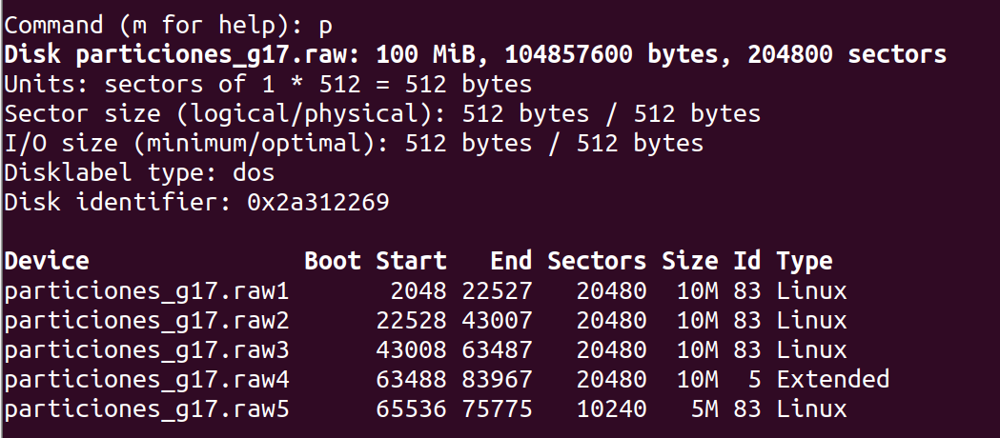 Command (m for help): p
Disk particiones_g17.raw: 100 MiB, 104857600 bytes, 204800 sectors
Units: sectors of 1 * 512 = 512 bytes
Sector size (logical/physical): 512 bytes / 512 bytes
I/O size (minimum/optimal): 512 bytes / 512 bytes
Disklabel type: dos
Disk identifier: 0x2a312269
Device Boot Start End Sectors Size Id Type
particiones_g17.raw1 2048 22527 20480 10M 83 Linux
particiones_g17.raw2 22528 43007 20480 10M 83 Linux
particiones_g17.raw3 43008 63487 20480 10M 83 Linux
particiones_g17.raw4 63488 83967 20480 10M 5 Extended
particiones_g17.raw5 65536 75775 10240 5M 83 Linux